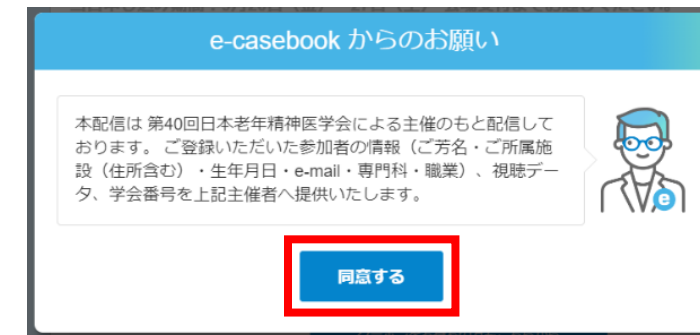 e-casebook からのお願い
本配信は 第40回日本老年精神医学会による主催のもと配信して
おります。 ご登録いただいた参加者の情報（ご芳名・ご所属施
設（住所含む）・生年月日・e-mail・専門科・職業）、視聴デー
タ、学会番号を上記主催者へ提供いたします。
e
同意する